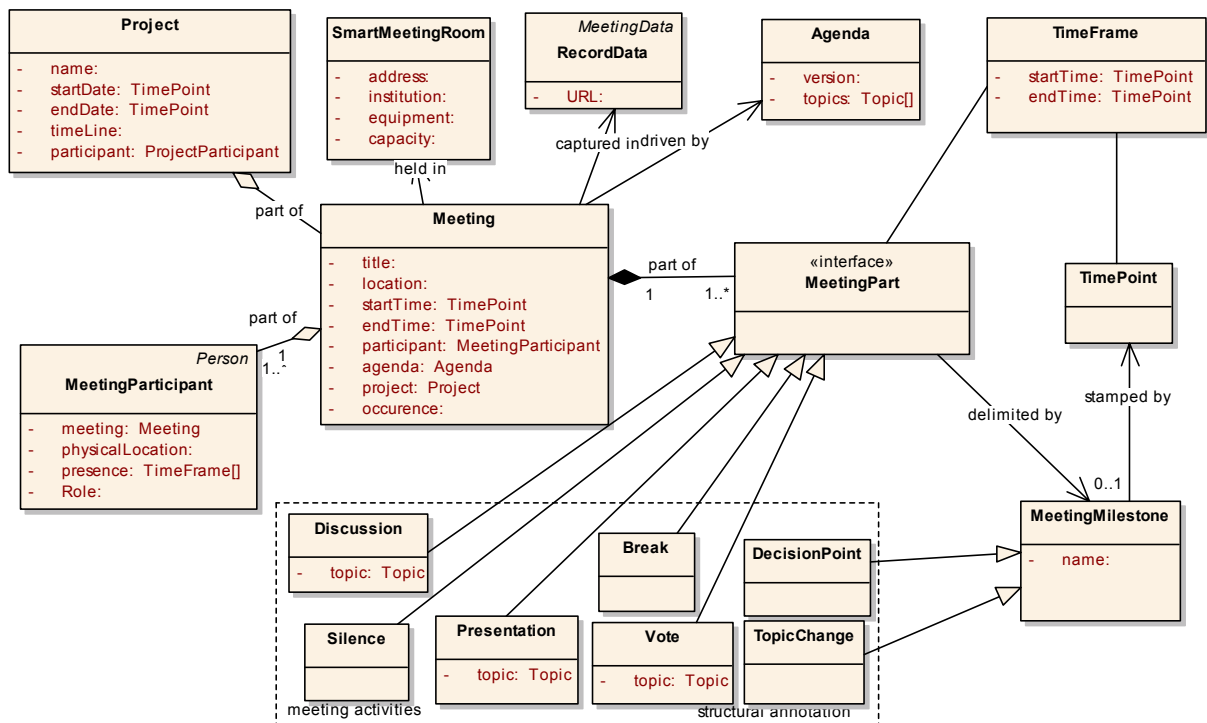 Project
- name:
- startDate: TimePoint
- endDate: TimePoint
- timeLine:
- participant: ProjectParticipant
SmartMeetingRoom
- address:
- institution:
- equipment:
- capacity:
MeetingData
RecordData
- URL:
Agenda
- version:
- topics: Topic[]
TimeFrame
- startTime: TimePoint
- endTime: TimePoint
held in
captured in
driven by
part of
Meeting
- title:
- location:
- startTime: TimePoint
- endTime: TimePoint
- participant: MeetingParticipant
- agenda: Agenda
- project: Project
- occurence:
part of
1
1..*
«interface»
MeetingPart
TimePoint
part of
1
1..*
Person
MeetingParticipant
- meeting: Meeting
- physicalLocation:
- presence: TimeFrame[]
- Role:
delimited by
stamped by
0..1
MeetingMilestone
- name:
Discussion
- topic: Topic
Break
DecisionPoint
Silence
Presentation
- topic: Topic
Vote
- topic: Topic
TopicChange
meeting activities
structural annotation